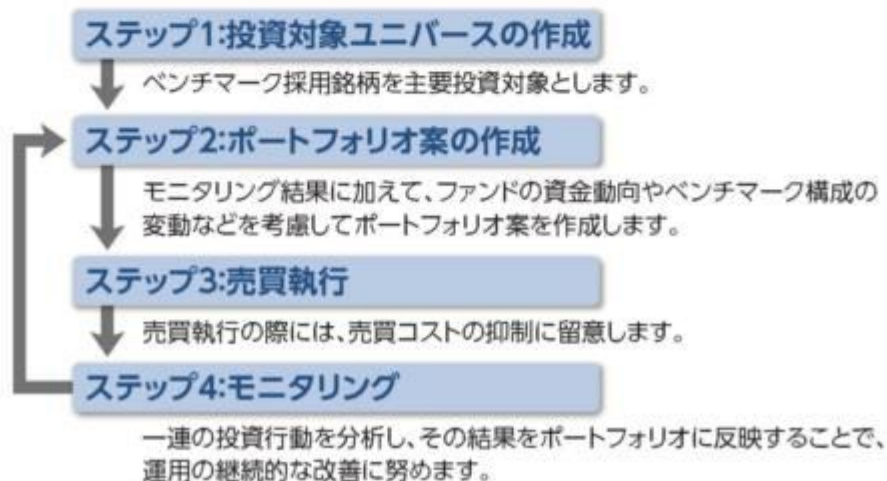 ステップ1:投資対象ユニバースの作成
ベンチマーク採用銘柄を主要投資対象とします。
ステップ2:ポートフォリオ案の作成
モニタリング結果に加えて、ファンドの資金動向やベンチマーク構成の
変動などを考慮してポートフォリオ案を作成します。
ステップ3:売買執行
売買執行の際には、売買コストの抑制に留意します。
ステップ4:モニタリング
一連の投資行動を分析し、その結果をポートフォリオに反映することで、
運用の継続的な改善に努めます。